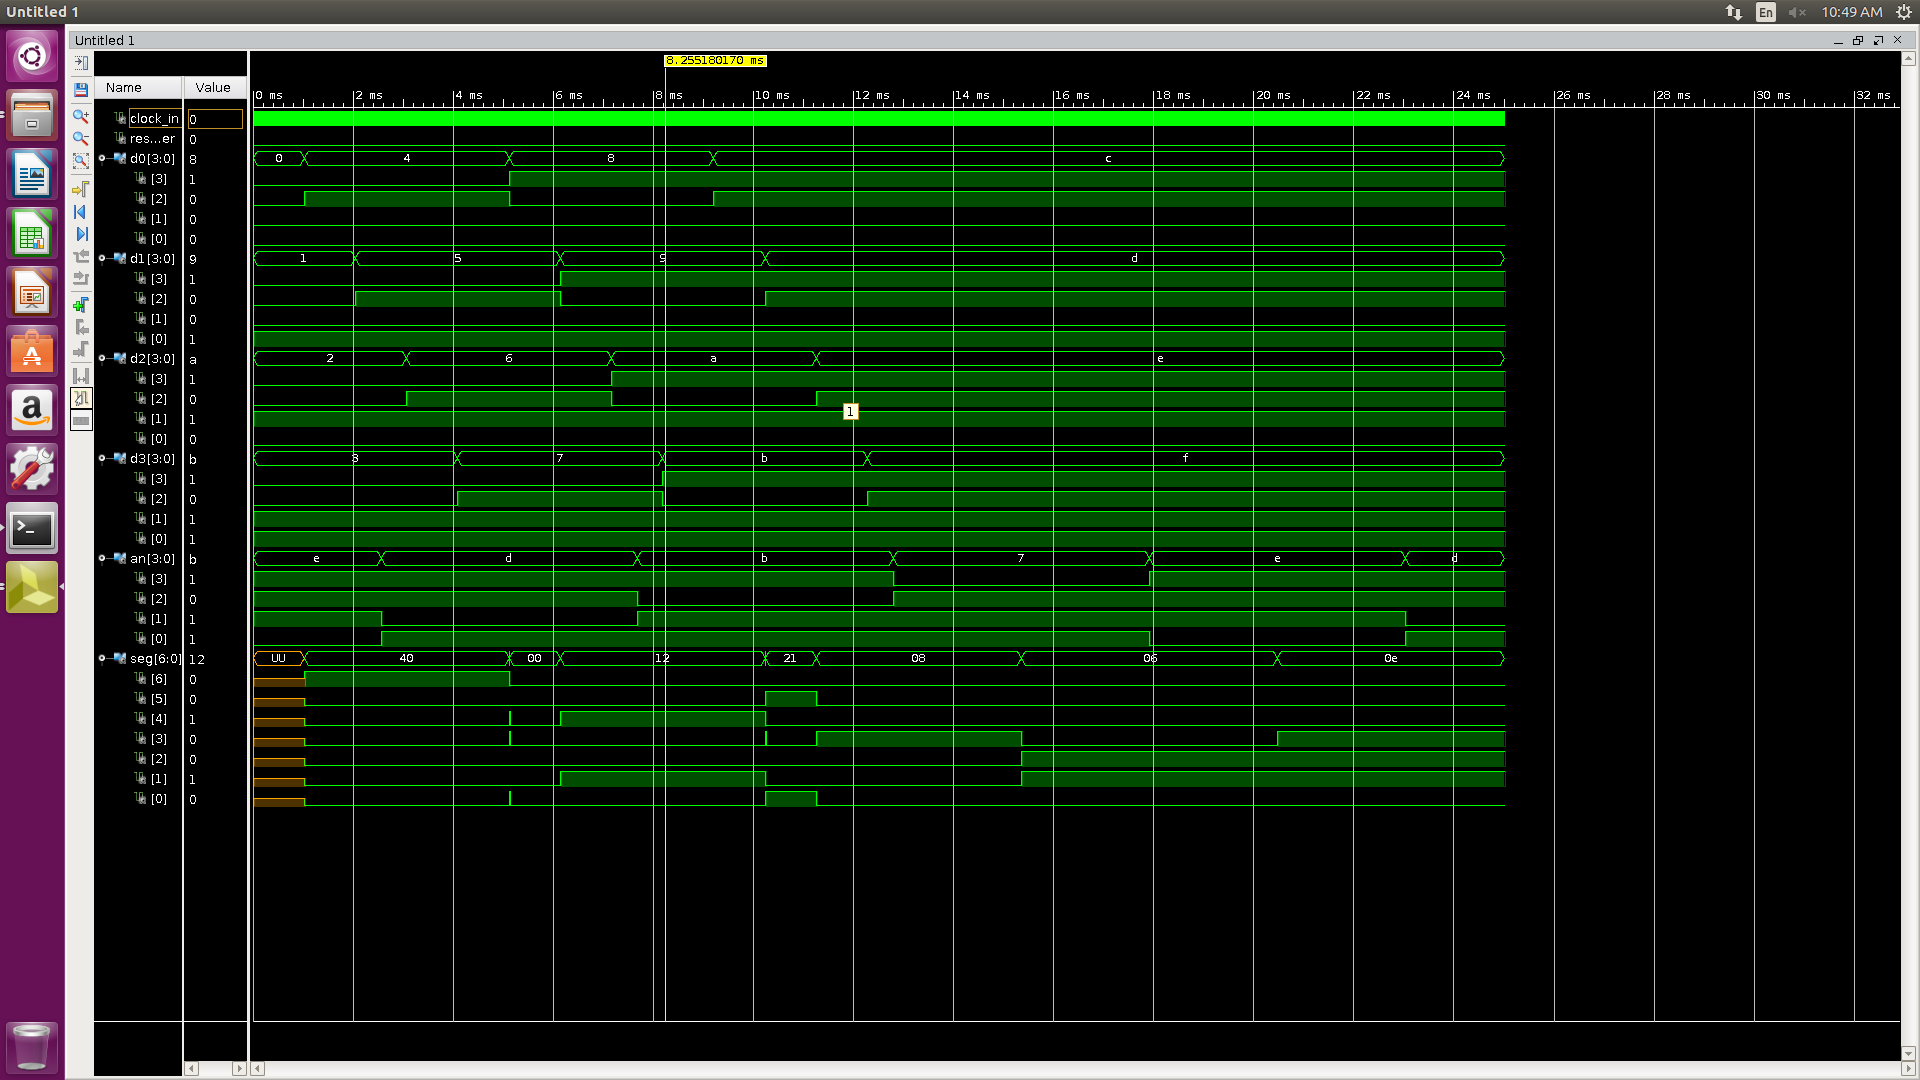 Untitled 1
En
10:49 AM
Untitled 1
8.255180170 ms
Name Value
0 ms 2 ms 4 ms 6 ms 8 ms 10 ms 12 ms 14 ms 16 ms 18 ms 20 ms 22 ms 24 ms 26 ms 28 ms 30 ms 32 ms
clock_in 0
res...er 0
d0[3:0] 8 0 4 8 c
[3] 1
[2] 0
[1] 0
[0] 0
d1[3:0] 9 1 5 9 d
[3] 1
[2] 0
[1] 0
[0] 1
d2[3:0] a 2 6 a e
[3] 1
[2] 0
1
[1] 1
[0] 0
d3[3:0] b 3 7 b f
[3] 1
[2] 0
[1] 1
[0] 1
an[3:0] b e d b 7 e d
[3] 1
[2] 0
[1] 1
[0] 1
seg[6:0] 12 UU 40 00 12 21 08 06 0e
[6] 0
[5] 0
[4] 1
[3] 0
[2] 0
[1] 1
[0] 0